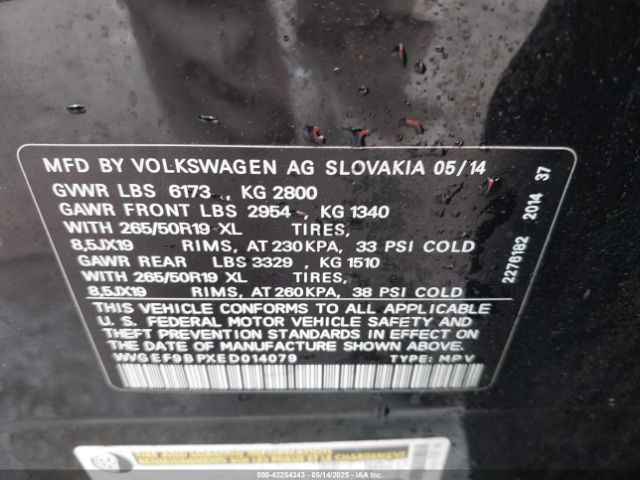 MFD BY VOLKSWAGEN AG SLOVAKIA 05/14
GVWR LBS 6173 , KG 2800
GAWR FRONT LBS 2954 , KG 1340
WITH 265/50R19 XL TIRES,
8,5JX19 RIMS, AT 230KPA, 33 PSI COLD
GAWR REAR LBS 3329 , KG 1510
WITH 265/50R19 XL TIRES,
8,5JX19 RIMS, AT 260KPA, 38 PSI COLD
THIS VEHICLE CONFORMS TO ALL APPLICABLE
U. S. FEDERAL MOTOR VEHICLE SAFETY AND
THEFT PREVENTION STANDARDS IN EFFECT
ON THE DATE OF MANUFACTURE SHOWN ABOVE
WVGEF9BPXED014079 TYPE: MPV
2276182 2014 37
CHARGEMENT
000-42254343 - 05/14/2025 - IAAI.COM